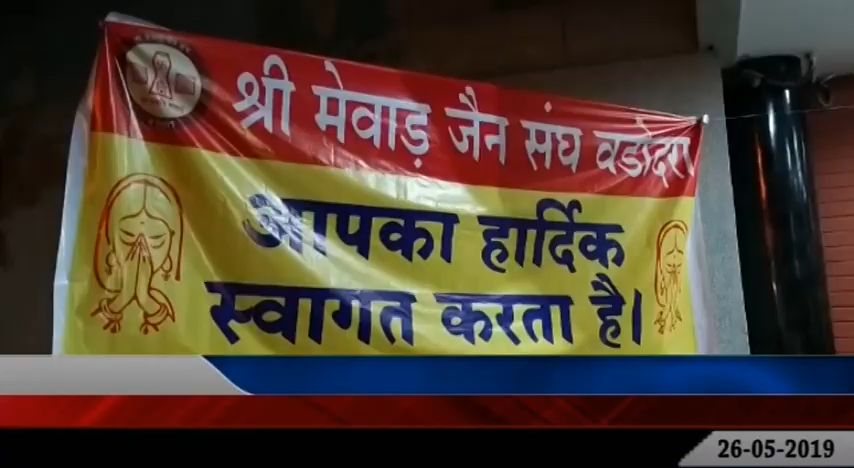 श्री मेवाड़ जैन संघ वडोदरा
आपका हार्दिक
स्वागत करता है।
26-05-2019